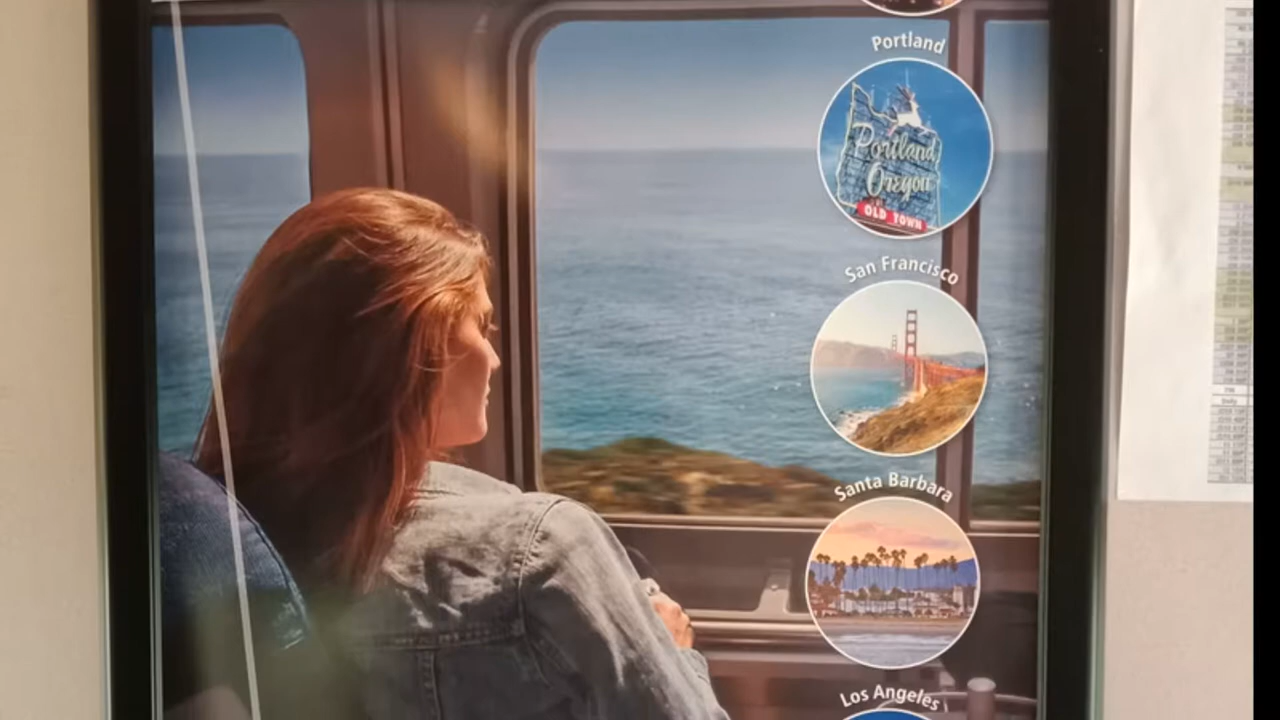 Portland
Portland
Oregon
OLD TOWN
San Francisco
Santa Barbara
Los Angeles